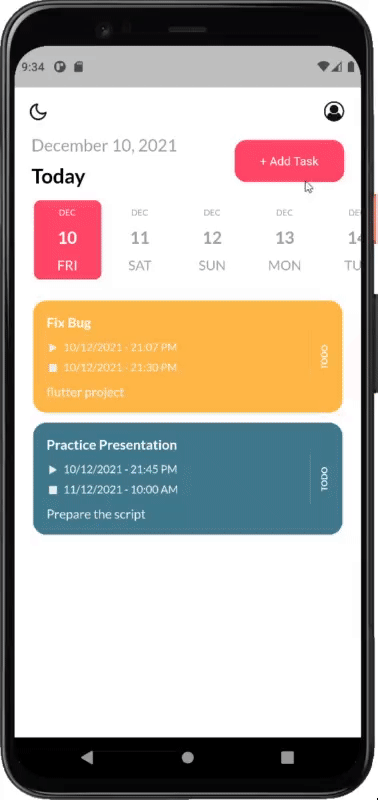 9:34
December 10, 2021
Today
+ Add Task
DEC DEC DEC DEC DEC
10 11 12 13 14
FRI SAT SUN MON TU
Fix Bug
10/12/2021 - 21:07 PM
10/12/2021 - 21:30 PM
flutter project
TODO
Practice Presentation
10/12/2021 - 21:45 PM
11/12/2021 - 10:00 AM
Prepare the script
TODO